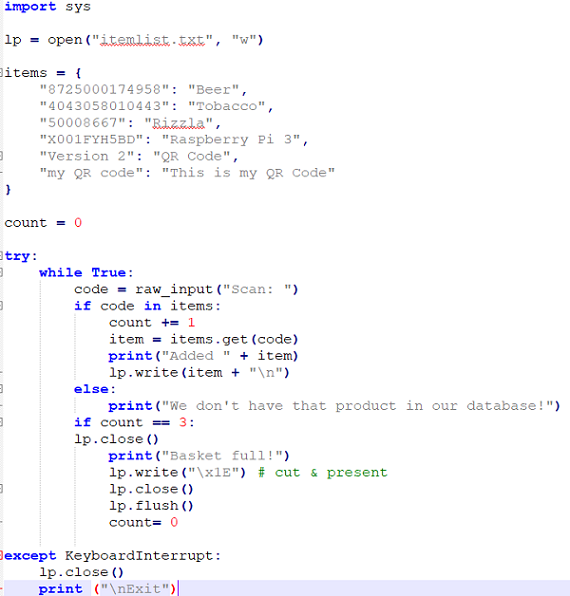 import sys
lp = open("itemlist.txt", "w")
items = {
"8725000174958": "Beer",
"4043058010443": "Tobacco",
"50008667": "Rizzla",
"X001FYH5BD": "Raspberry Pi 3",
"Version 2": "QR Code",
"my QR code": "This is my QR Code"
}
count = 0
try:
while True:
code = raw_input("Scan: ")
if code in items:
count += 1
item = items.get(code)
print("Added " + item)
lp.write(item + "\n")
else:
print("We don't have that product in our database!")
if count == 3:
lp.close()
print("Basket full!")
lp.write("\x1E") # cut & present
lp.close()
lp.flush()
count= 0
except KeyboardInterrupt:
lp.close()
print ("\nExit")